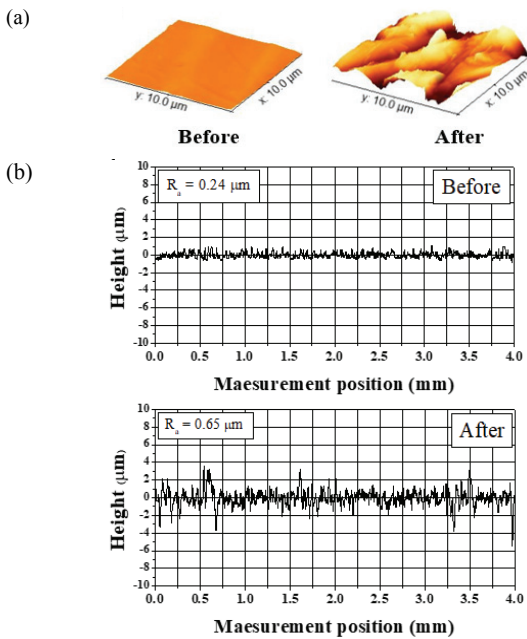 (a)
y: 10.0 μm
x: 10.0 μm
y: 10.0 μm
x: 10.0 μm
Before
After
(b)
10
8
6
4
2
0
-2
-4
-6
-8
-10
Height (μm)
Rₐ = 0.24 μm
Before
0.0 0.5 1.0 1.5 2.0 2.5 3.0 3.5 4.0
Maesurement position (mm)
10
8
6
4
2
0
-2
-4
-6
-8
-10
Height (μm)
Rₐ = 0.65 μm
After
0.0 0.5 1.0 1.5 2.0 2.5 3.0 3.5 4.0
Maesurement position (mm)